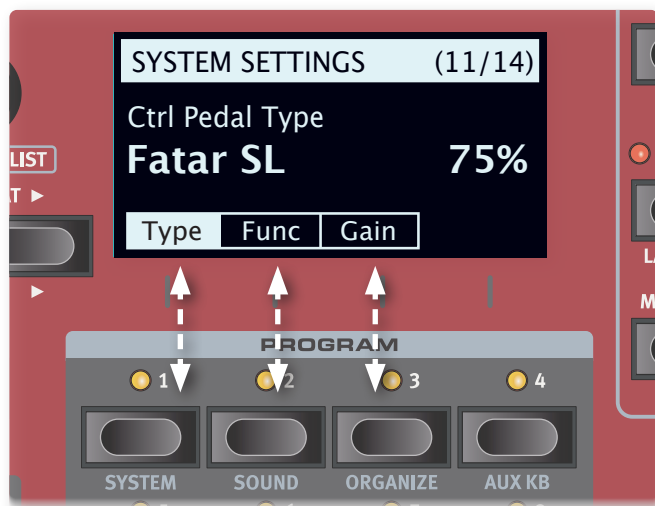 SYSTEM SETTINGS (11/14)
Ctrl Pedal Type
Fatar SL 75%
Type Func Gain
LIST
PROGRAM
1 2 3 4
SYSTEM SOUND ORGANIZE AUX KB